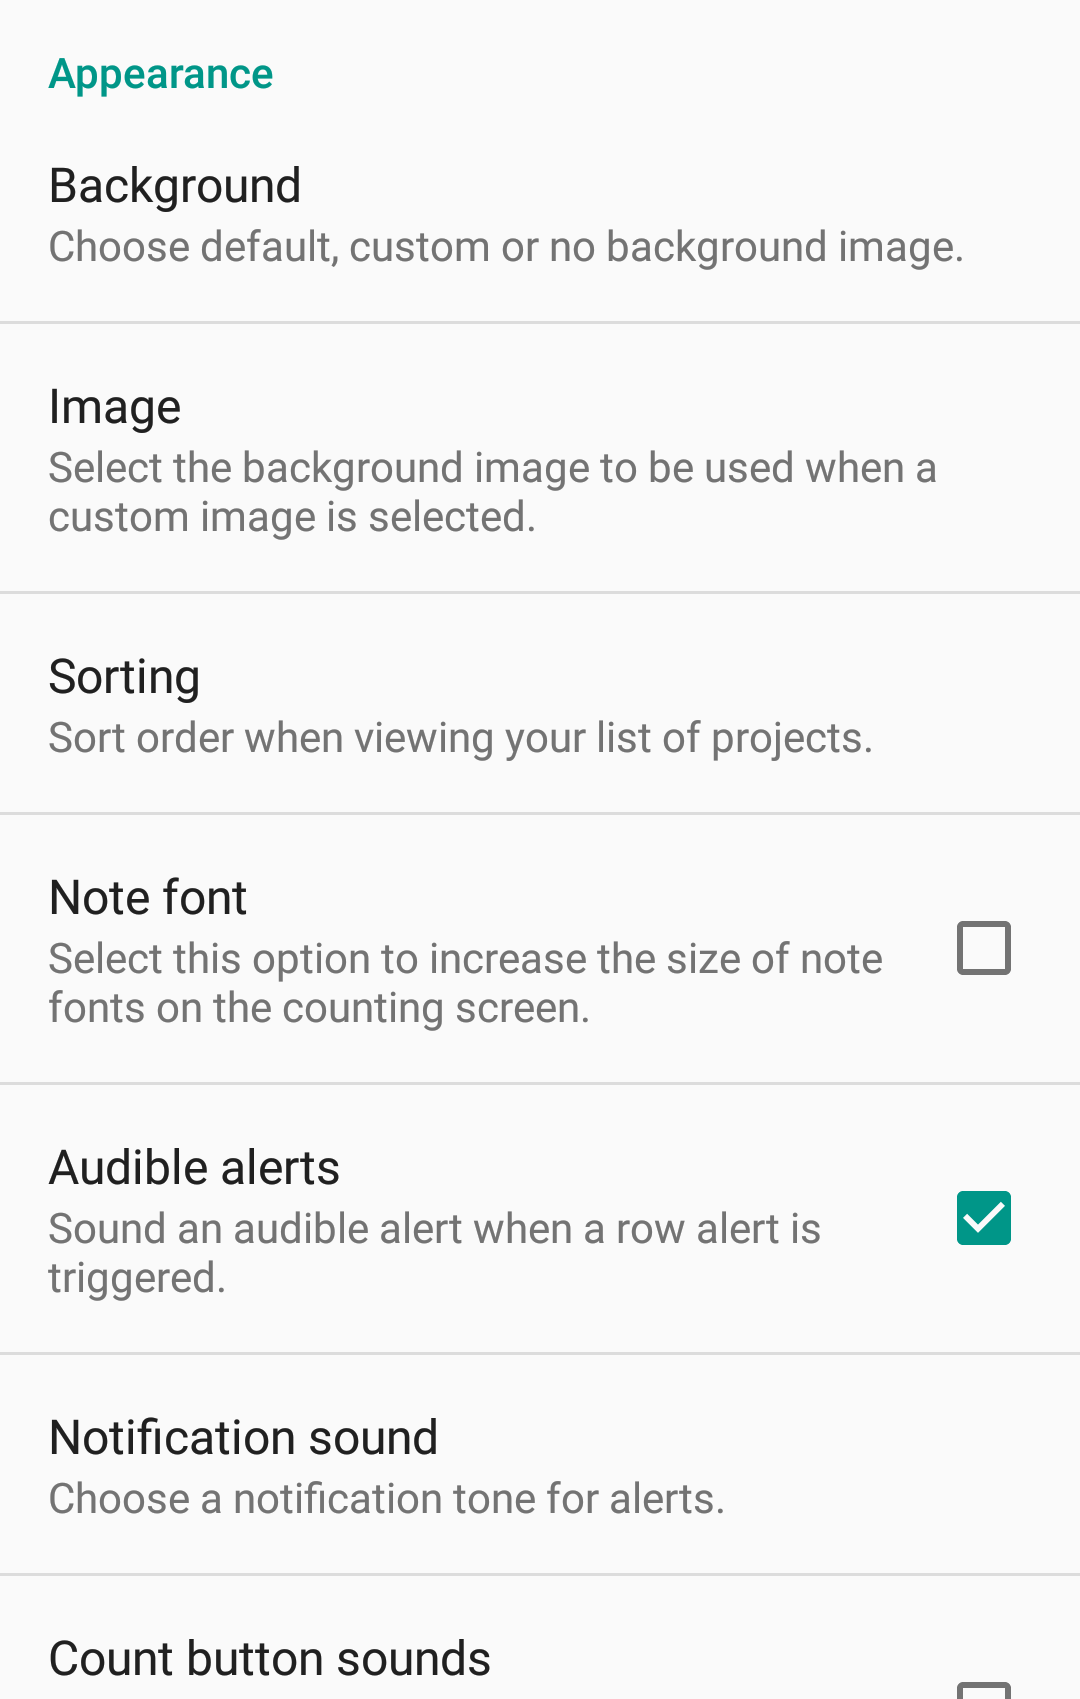 Appearance
Background
Choose default, custom or no background image.
Image
Select the background image to be used when a
custom image is selected.
Sorting
Sort order when viewing your list of projects.
Note font
Select this option to increase the size of note
fonts on the counting screen.
Audible alerts
Sound an audible alert when a row alert is
triggered.
Notification sound
Choose a notification tone for alerts.
Count button sounds